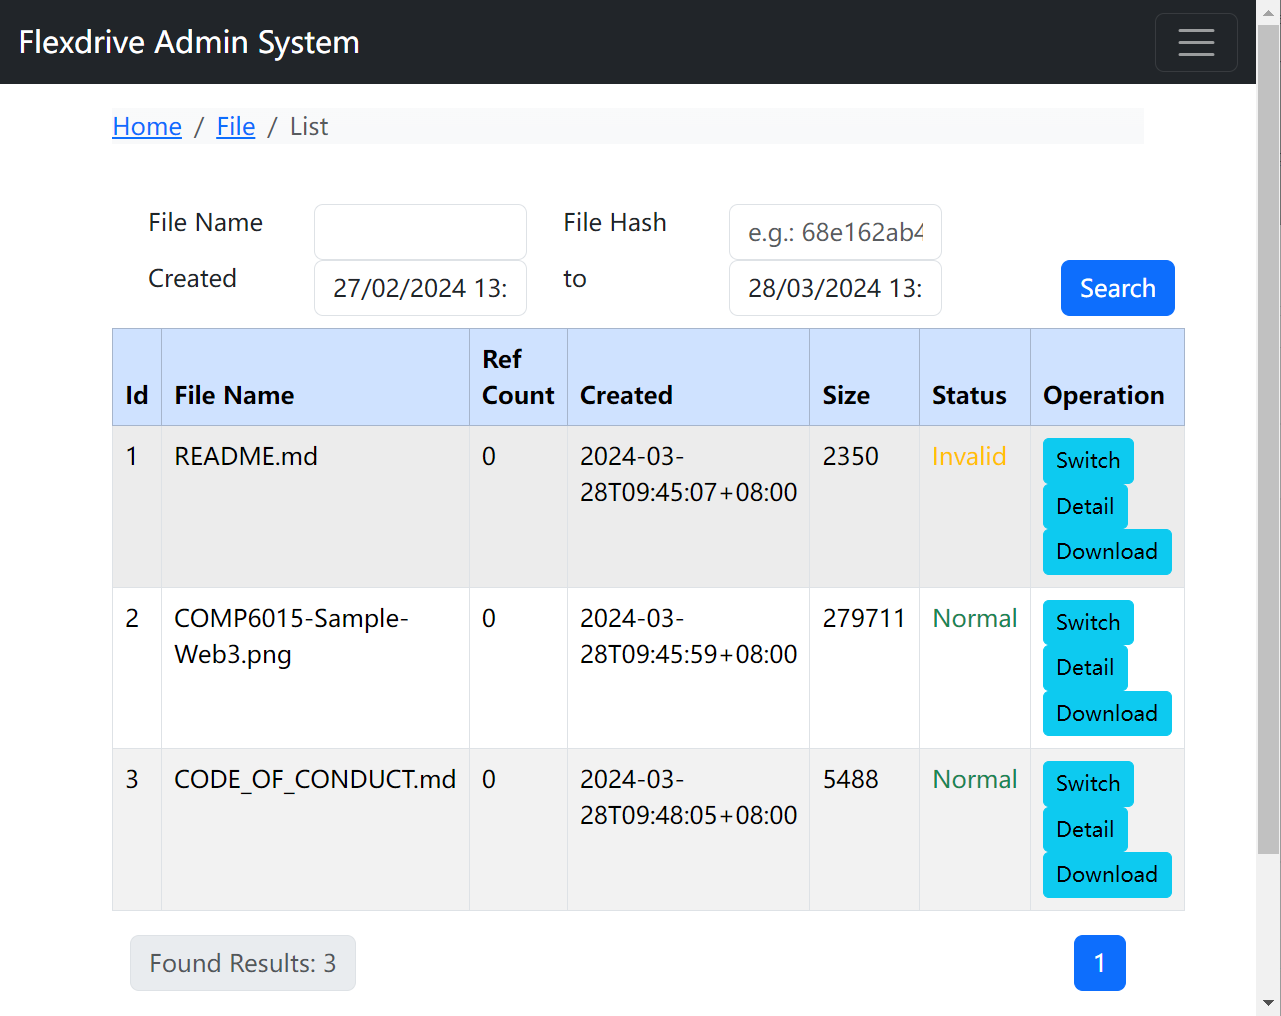 Flexdrive Admin System
Home / File / List
File Name
File Hash e.g.: 68e162ab4
Created 27/02/2024 13: to 28/03/2024 13: Search
Id File Name Ref Count Created Size Status Operation
1 README.md 0 2024-03-28T09:45:07+08:00 2350 Invalid Switch
Detail
Download
2 COMP6015-Sample-Web3.png 0 2024-03-28T09:45:59+08:00 279711 Normal Switch
Detail
Download
3 CODE_OF_CONDUCT.md 0 2024-03-28T09:48:05+08:00 5488 Normal Switch
Detail
Download
Found Results: 3 1